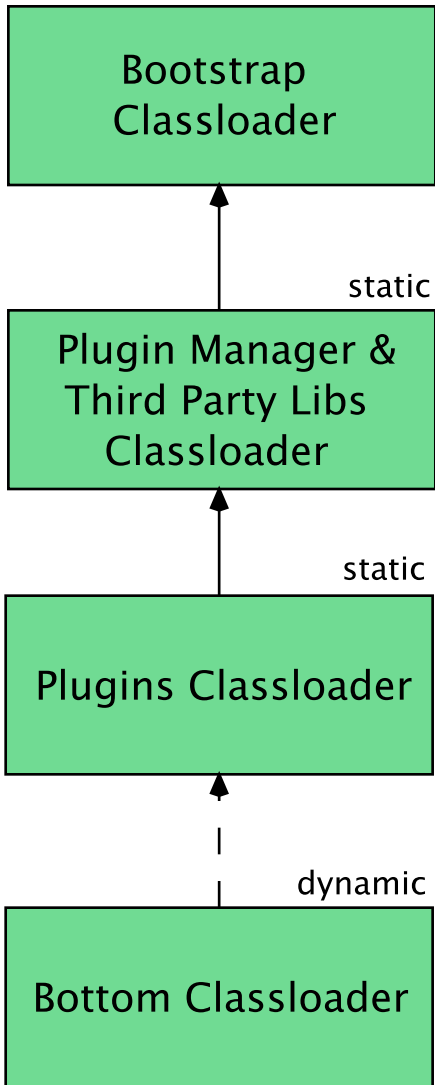 Bootstrap
Classloader
static
Plugin Manager &
Third Party Libs
Classloader
static
Plugins Classloader
dynamic
Bottom Classloader